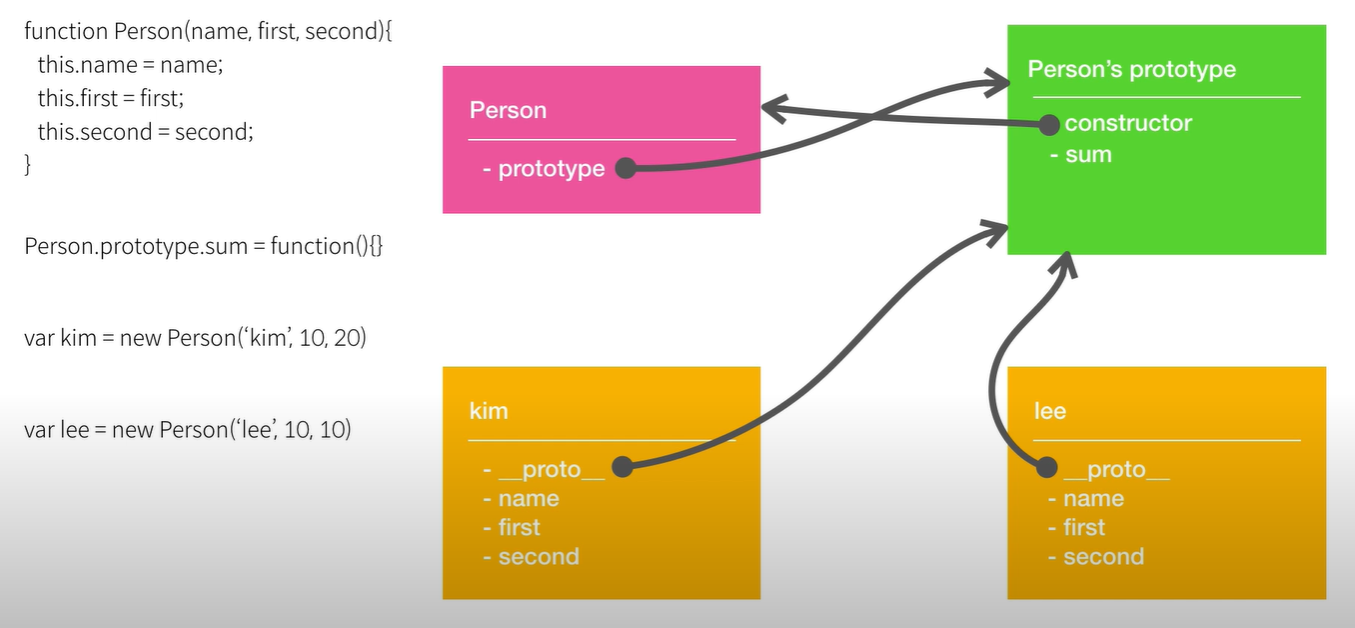 function Person(name, first, second){
this.name = name;
this.first = first;
this.second = second;
}
Person.prototype.sum = function(){}
var kim = new Person(‘kim’, 10, 20)
var lee = new Person(‘lee’, 10, 10)
Person
- prototype
Person’s prototype
constructor
- sum
kim
- __proto__
- name
- first
- second
lee
__proto__
- name
- first
- second